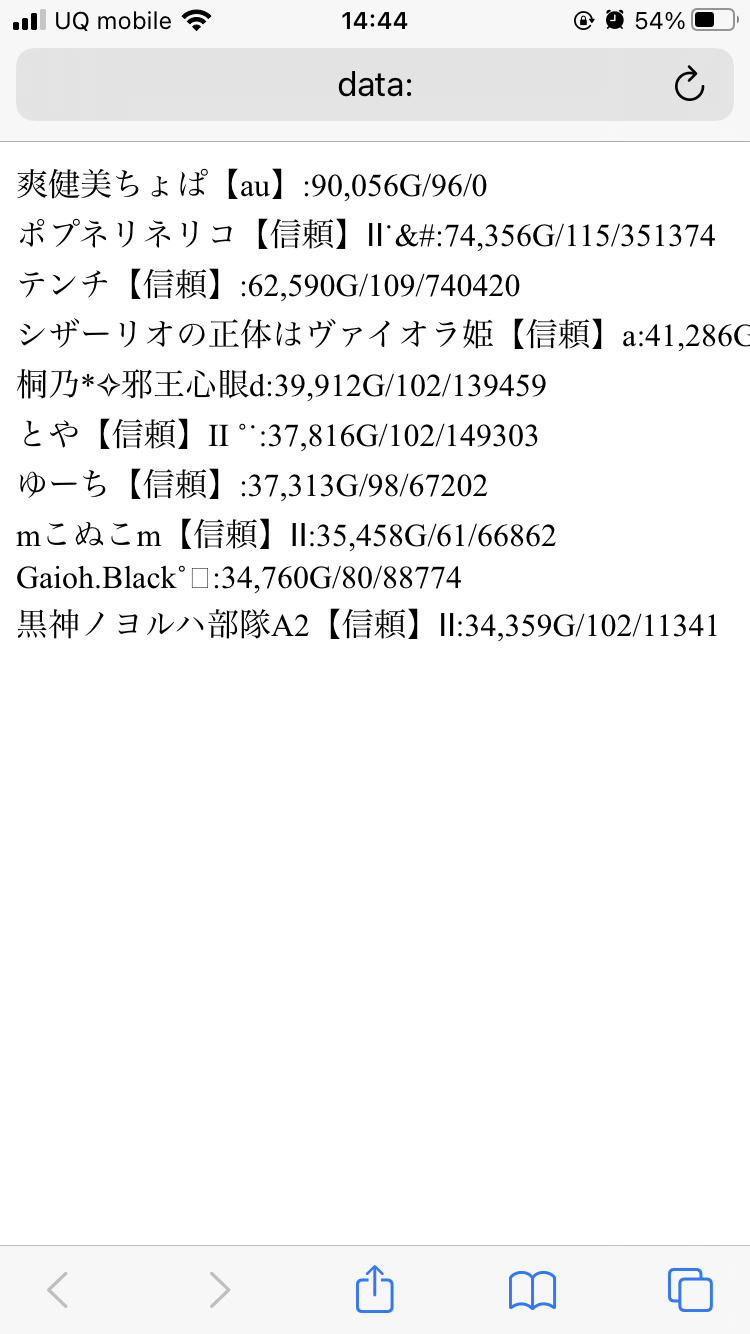 UQ mobile 14:44 54%
data:
爽健美ちょぱ【au】:90,056G/96/0
ポプネリネリコ【信頼】II˙&#:74,356G/115/351374
テンチ【信頼】:62,590G/109/740420
シザーリオの正体はヴァイオラ姫【信頼】a:41,286G
桐乃*✧邪王心眼d:39,912G/102/139459
とや【信頼】II °˙:37,816G/102/149303
ゆーち【信頼】:37,313G/98/67202
mこぬこm【信頼】II:35,458G/61/66862
Gaioh.Black°□:34,760G/80/88774
黒神ノヨルハ部隊A2【信頼】II:34,359G/102/11341